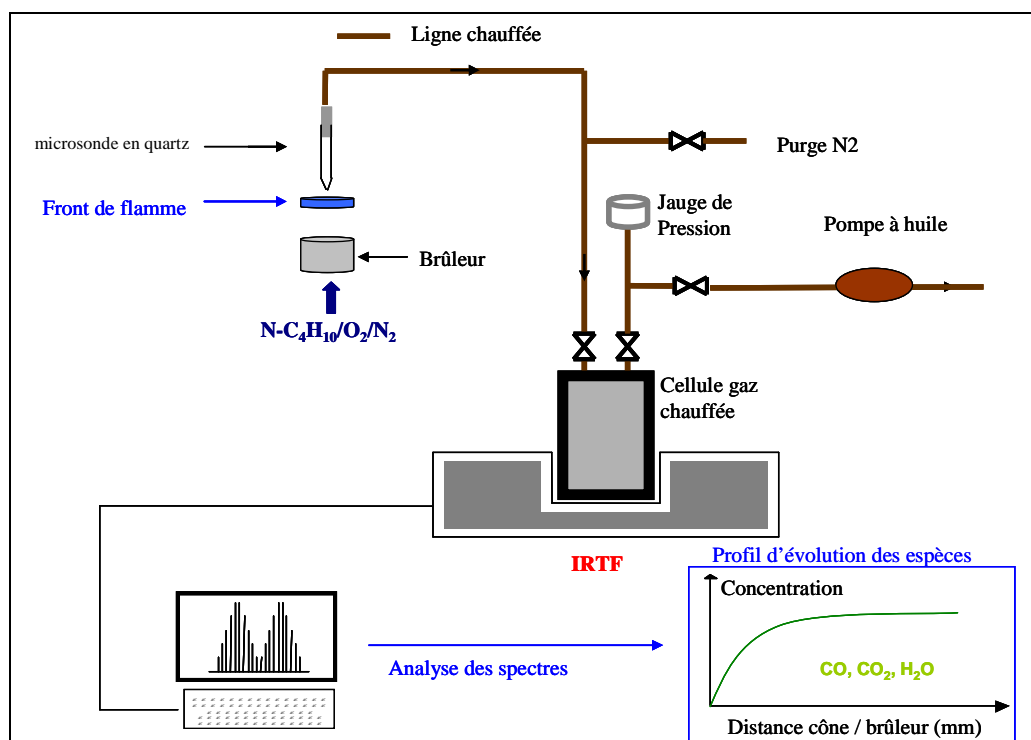 Ligne chauffée
microsonde en quartz
Purge N2
Front de flamme
Jauge de
Pression
Pompe à huile
Brûleur
N-C₄H₁₀/O₂/N₂
Cellule gaz
chauffée
IRTF
Profil d’évolution des espèces
Concentration
Analyse des spectres
CO, CO₂, H₂O
Distance cône / brûleur (mm)